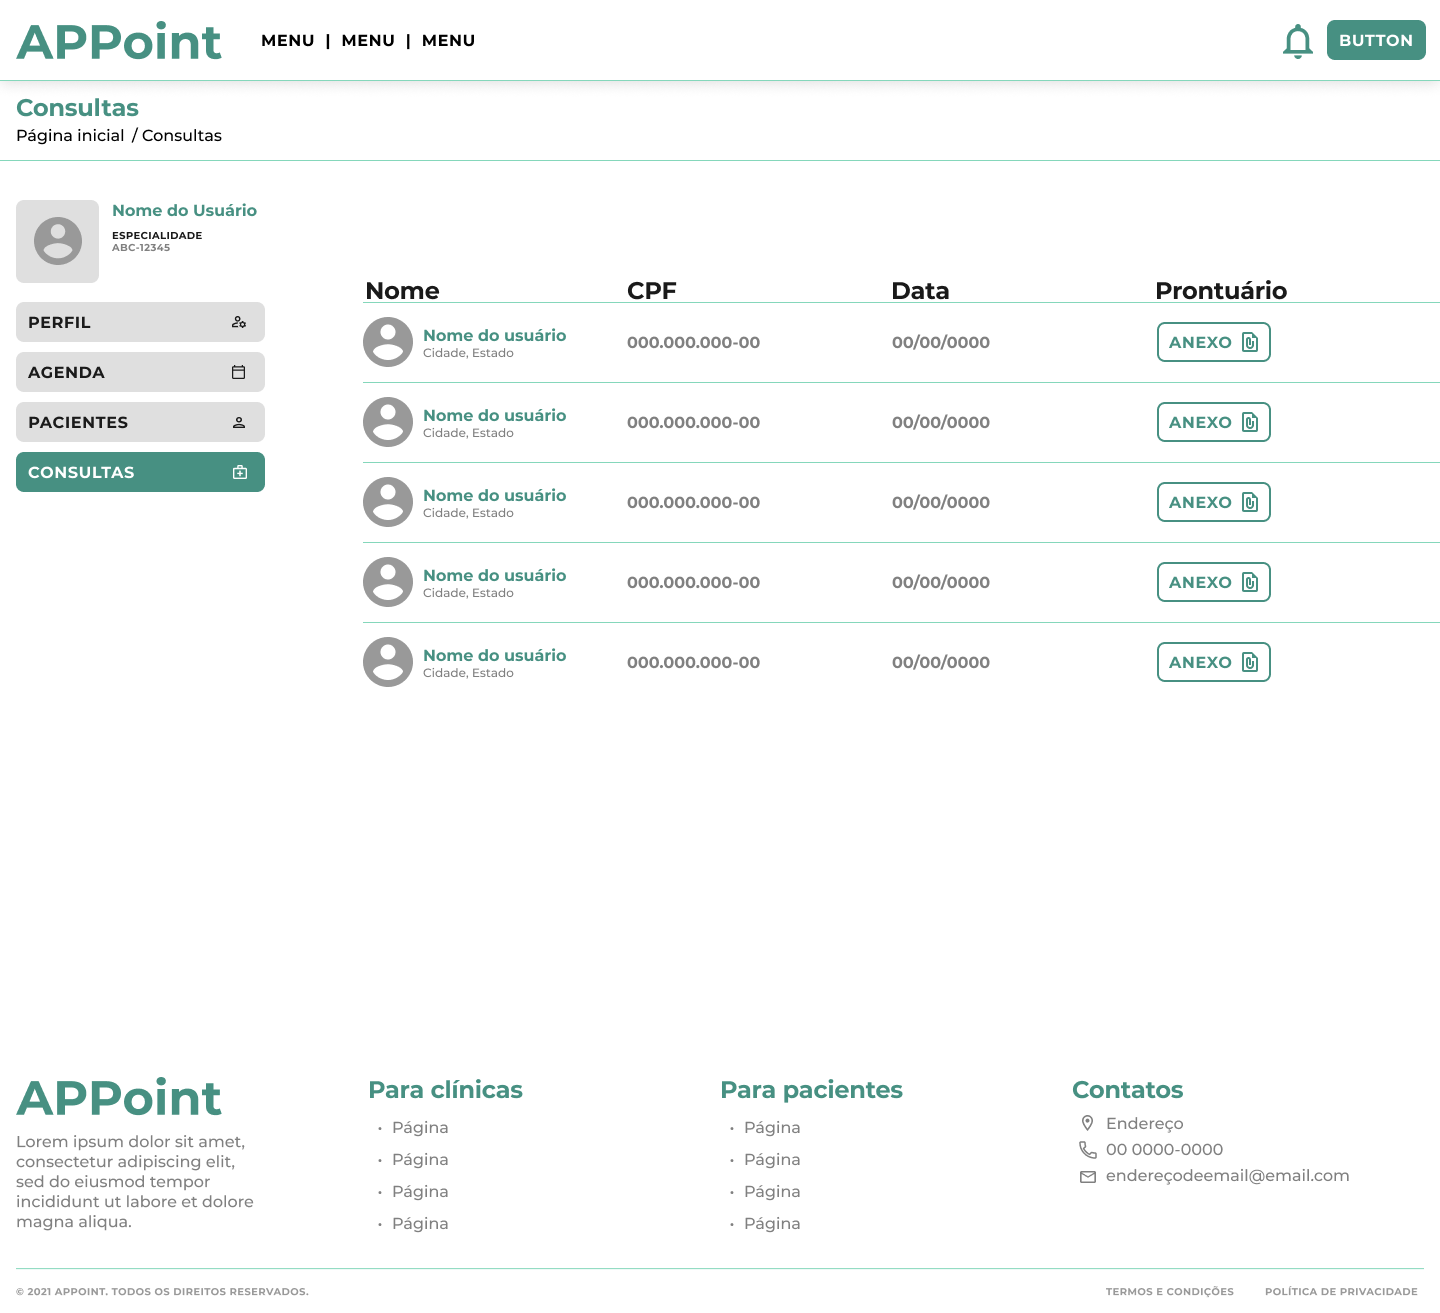 APPoint
MENU | MENU | MENU
BUTTON
Consultas
Página inicial / Consultas
Nome do Usuário
ESPECIALIDADE
ABC-12345
PERFIL
AGENDA
PACIENTES
CONSULTAS
Nome CPF Data Prontuário
Nome do usuário
Cidade, Estado
000.000.000-00
00/00/0000
ANEXO
Nome do usuário
Cidade, Estado
000.000.000-00
00/00/0000
ANEXO
Nome do usuário
Cidade, Estado
000.000.000-00
00/00/0000
ANEXO
Nome do usuário
Cidade, Estado
000.000.000-00
00/00/0000
ANEXO
Nome do usuário
Cidade, Estado
000.000.000-00
00/00/0000
ANEXO
APPoint
Lorem ipsum dolor sit amet,
consectetur adipiscing elit,
sed do eiusmod tempor
incididunt ut labore et dolore
magna aliqua.
Para clínicas
• Página
• Página
• Página
• Página
Para pacientes
• Página
• Página
• Página
• Página
Contatos
Endereço
00 0000-0000
endereçodeemail@email.com
© 2021 APPOINT. TODOS OS DIREITOS RESERVADOS.
TERMOS E CONDIÇÕES
POLÍTICA DE PRIVACIDADE